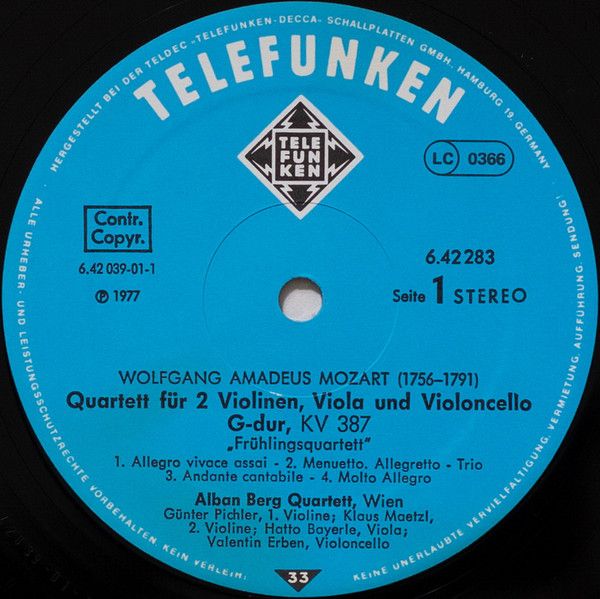 HERGESTELLT BEI DER TELDEC »TELEFUNKEN-DECCA« SCHALLPLATTEN GMBH. HAMBURG 19. GERMANY
TELEFUNKEN
TELE
FUN
KEN
LC 0366
Contr.
Copyr.
6.42 039-01-1
℗ 1977
6.42283
Seite 1 STEREO
WOLFGANG AMADEUS MOZART (1756–1791)
Quartett für 2 Violinen, Viola und Violoncello
G-dur, KV 387
„Frühlingsquartett"
1. Allegro vivace assai - 2. Menuetto. Allegretto - Trio
3. Andante cantabile - 4. Molto Allegro
Alban Berg Quartett, Wien
Günter Pichler, 1. Violine; Klaus Maetzl,
2. Violine; Hatto Bayerle, Viola;
Valentin Erben, Violoncello
33
ALLE URHEBER- UND LEISTUNGSSCHUTZRECHTE VORBEHALTEN. KEIN VERLEIH!
KEINE UNERLAUBTE VERVIELFÄLTIGUNG, VERMIETUNG, AUFFÜHRUNG, SENDUNG!